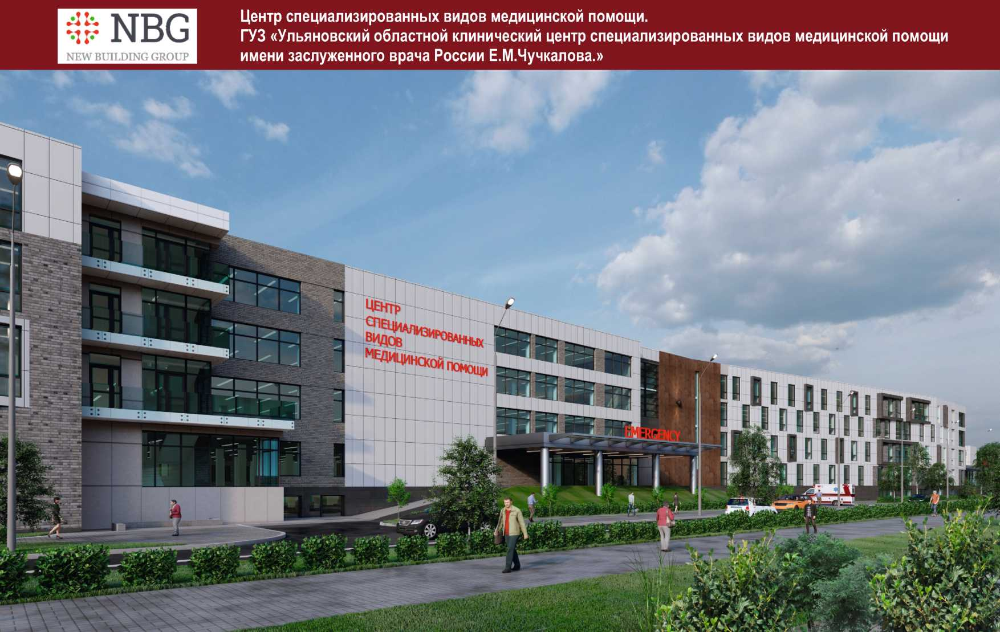 NBG
NEW BUILDING GROUP
Центр специализированных видов медицинской помощи.
ГУЗ «Ульяновский областной клинический центр специализированных видов медицинской помощи
имени заслуженного врача России Е.М.Чучкалова.»
ЦЕНТР
СПЕЦИАЛИЗИРОВАННЫХ
ВИДОВ
МЕДИЦИНСКОЙ ПОМОЩИ
EMERGENCY